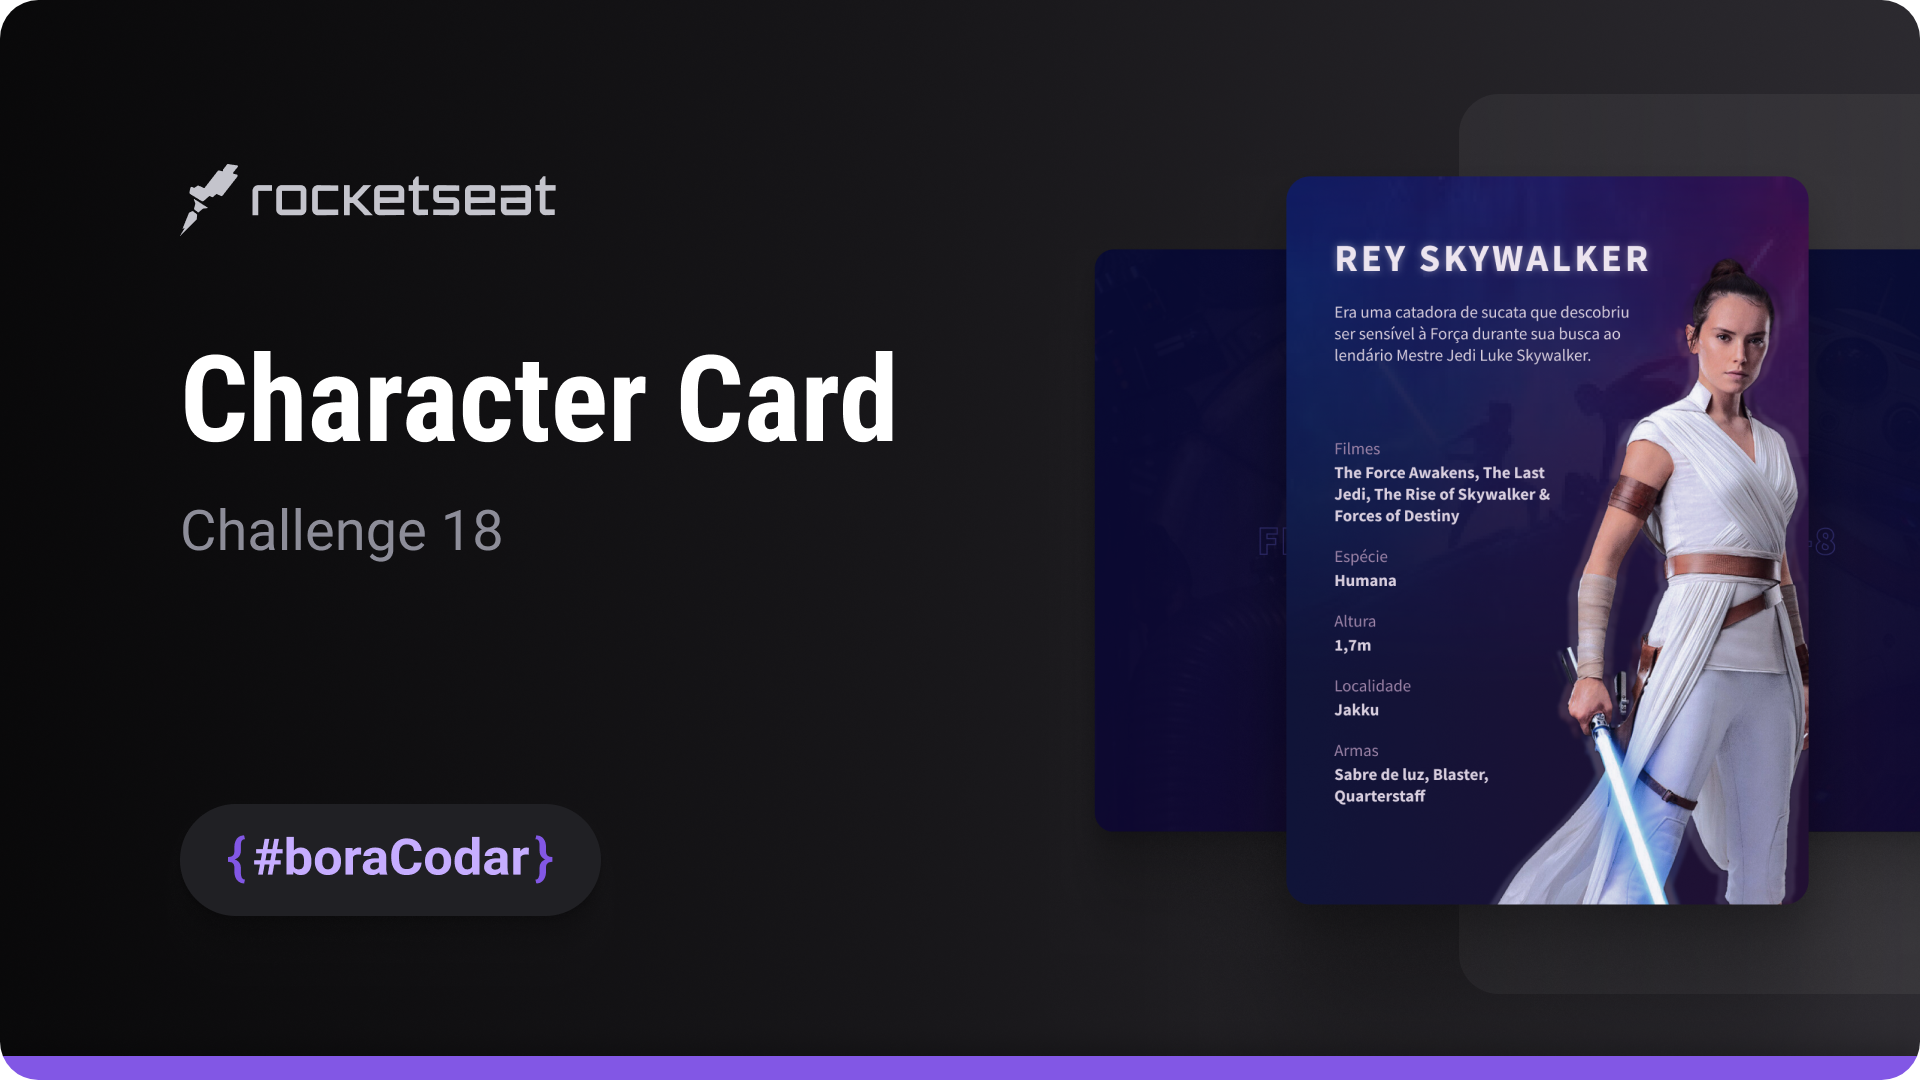 rocketseat
Character Card
Challenge 18
{#boraCodar}
REY SKYWALKER
Era uma catadora de sucata que descobriu
ser sensível à Força durante sua busca ao
lendário Mestre Jedi Luke Skywalker.
Filmes
The Force Awakens, The Last
Jedi, The Rise of Skywalker &
Forces of Destiny
Espécie
Humana
Altura
1,7m
Localidade
Jakku
Armas
Sabre de luz, Blaster,
Quarterstaff